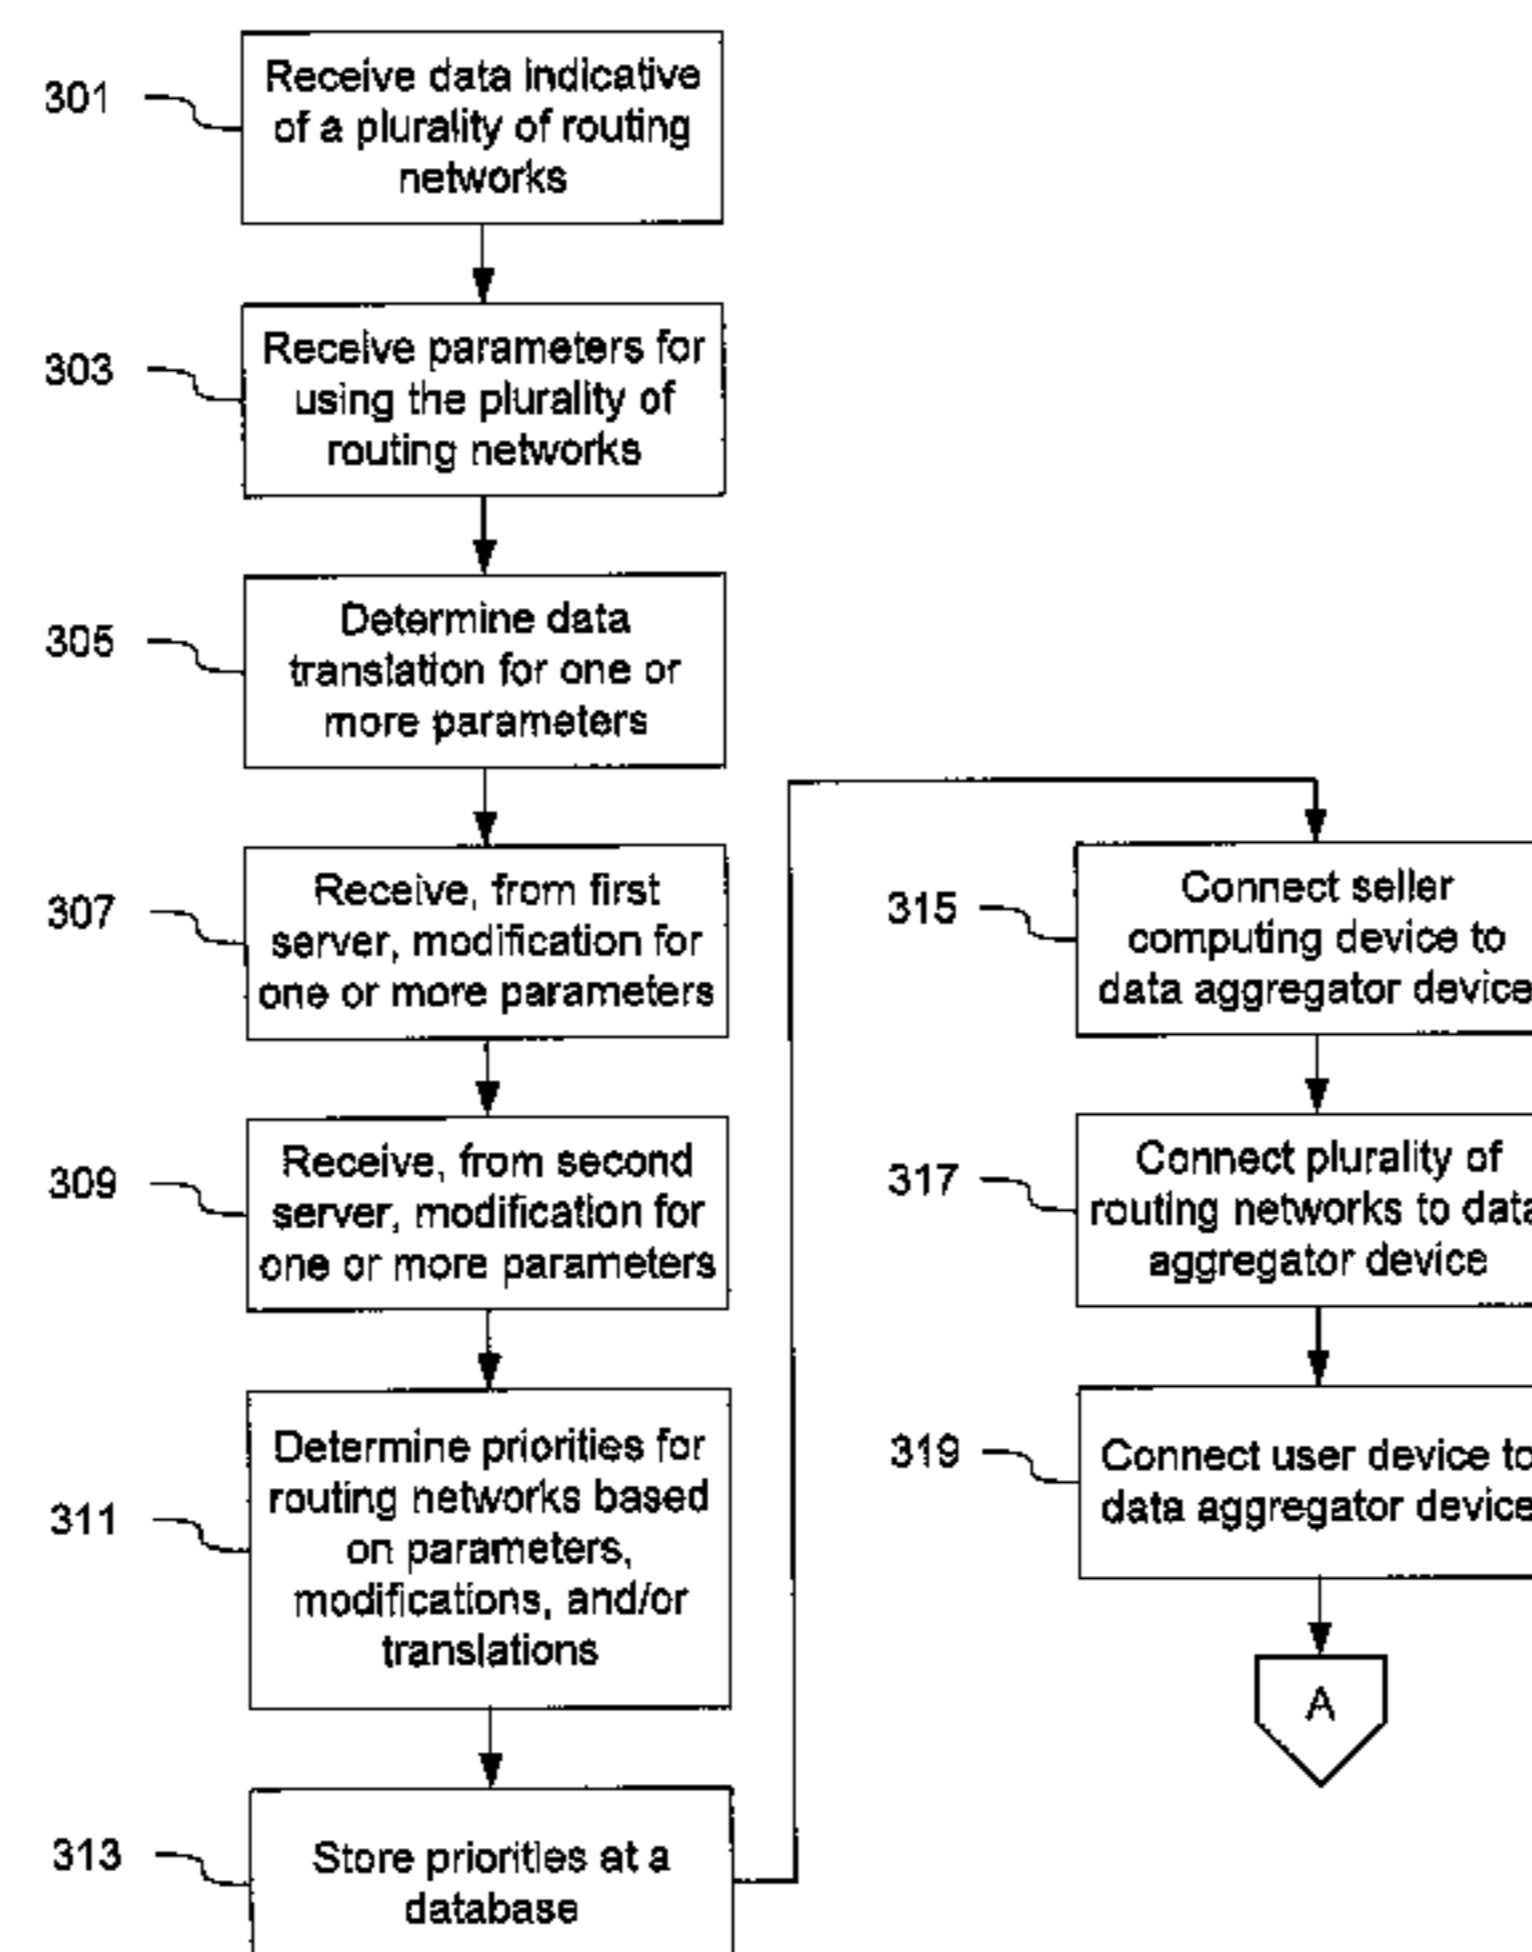 301
Receive data indicative
of a plurality of routing
networks
303
Receive parameters for
using the plurality of
routing networks
305
Determine data
translation for one or
more parameters
307
Receive, from first
server, modification for
one or more parameters
309
Receive, from second
server, modification for
one or more parameters
311
Determine priorities for
routing networks based
on parameters,
modifications, and/or
translations
313
Store priorities at a
database
315
Connect seller
computing device to
data aggregator device
317
Connect plurality of
routing networks to data
aggregator device
319
Connect user device to
data aggregator device
A